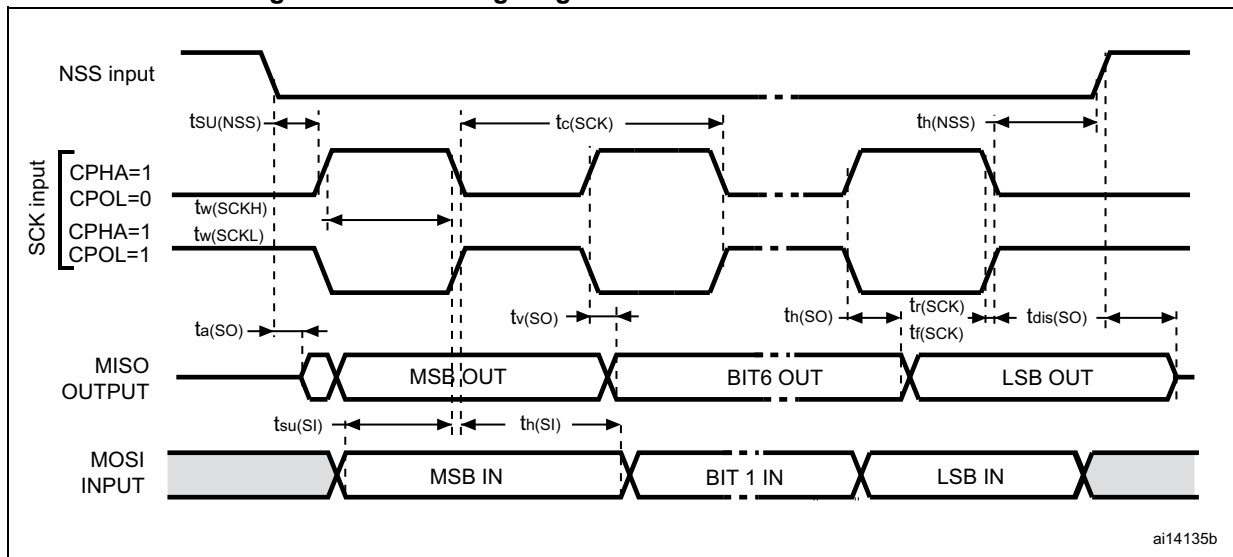 NSS input
tSU(NSS)
tc(SCK)
th(NSS)
SCK input
CPHA=1
CPOL=0
tw(SCKH)
CPHA=1
tw(SCKL)
CPOL=1
ta(SO)
tv(SO)
th(SO)
tr(SCK)
tf(SCK)
tdis(SO)
MISO
OUTPUT
MSB OUT
BIT6 OUT
LSB OUT
tsu(SI)
th(SI)
MOSI
INPUT
MSB IN
BIT 1 IN
LSB IN
ai14135b